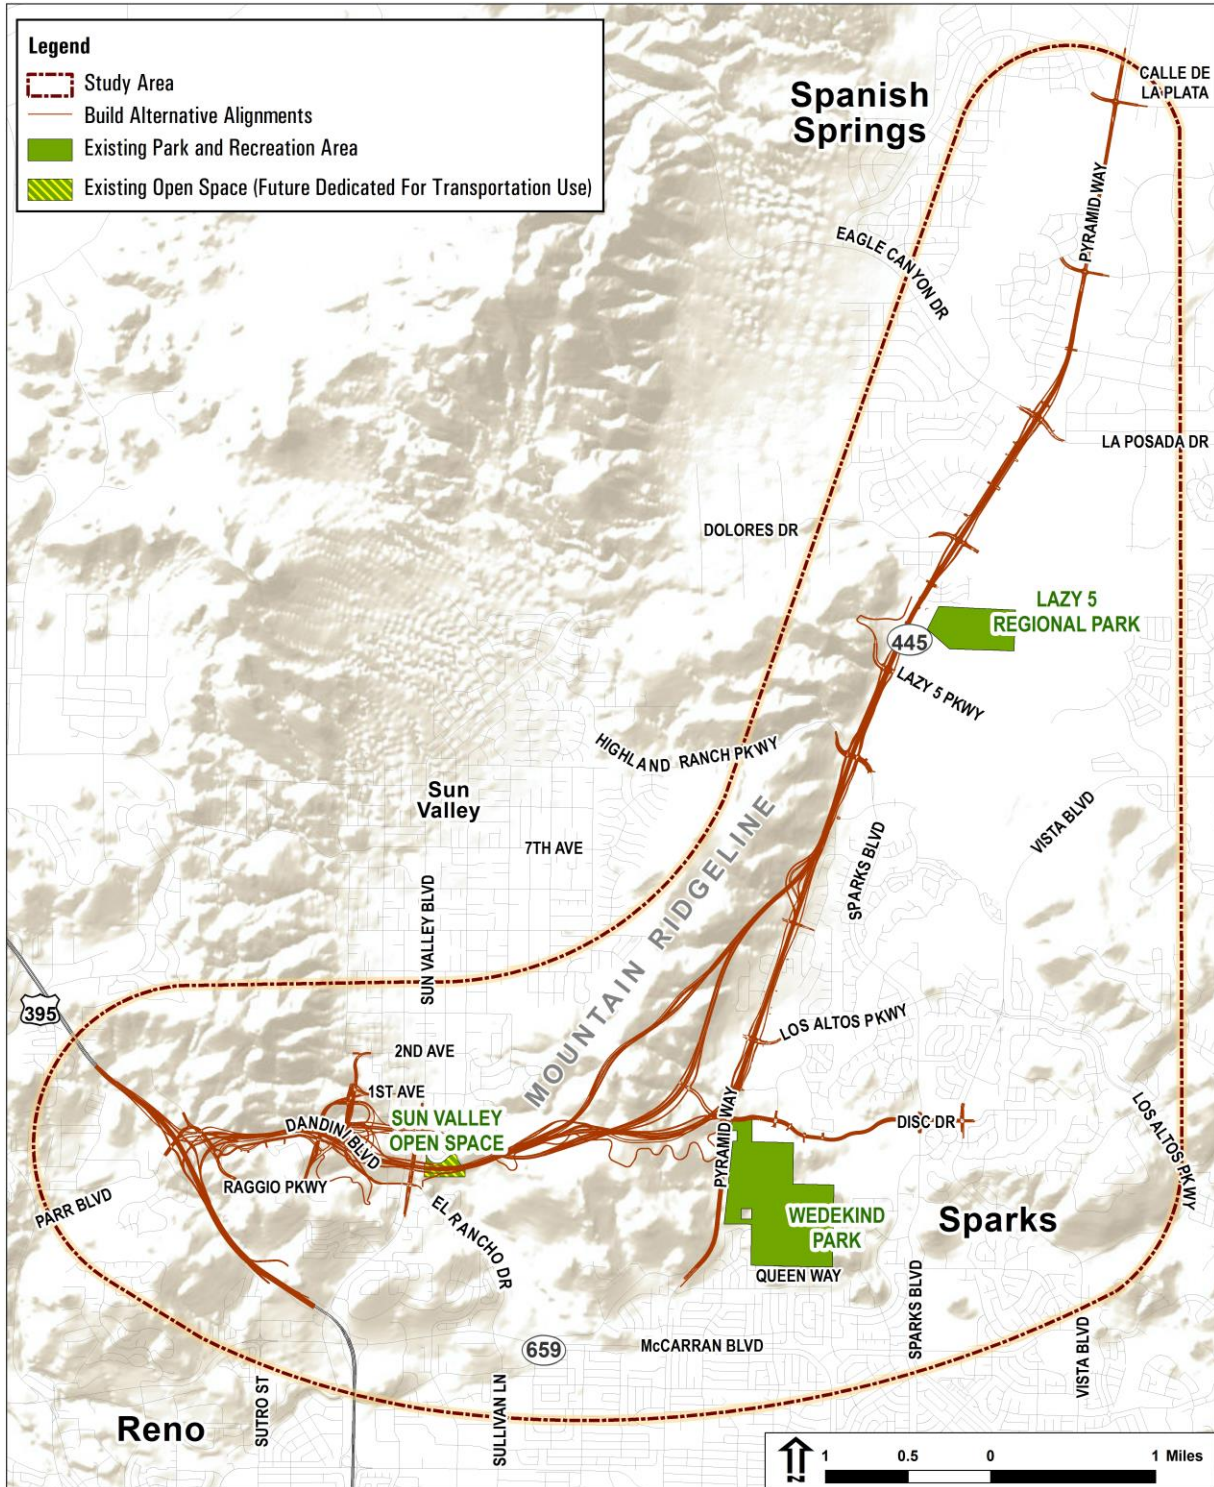 Legend
Study Area
Build Alternative Alignments
Existing Park and Recreation Area
Existing Open Space (Future Dedicated For Transportation Use)
Spanish
Springs
CALLE DE
LA PLATA
PYRAMID WAY
EAGLE CANYON DR
LA POSADA DR
DOLORES DR
LAZY 5
REGIONAL PARK
445
LAZY 5 PKWY
HIGHLAND RANCH PKWY
Sun
Valley
MOUNTAIN RIDGELINE
VISTA BLVD
7TH AVE
SPARKS BLVD
SUN VALLEY BLVD
395
LOS ALTOS PKWY
2ND AVE
1ST AVE
SUN VALLEY
OPEN SPACE
DANDINI BLVD
PYRAMID WAY
DISC DR
LOS ALTOS PKWY
RAGGIO PKWY
PARR BLVD
EL RANCHO DR
WEDEKIND
PARK
Sparks
QUEEN WAY
SPARKS BLVD
659
McCARRAN BLVD
VISTA BLVD
SUTRO ST
SULLIVAN LN
Reno
N
1 0.5 0 1 Miles